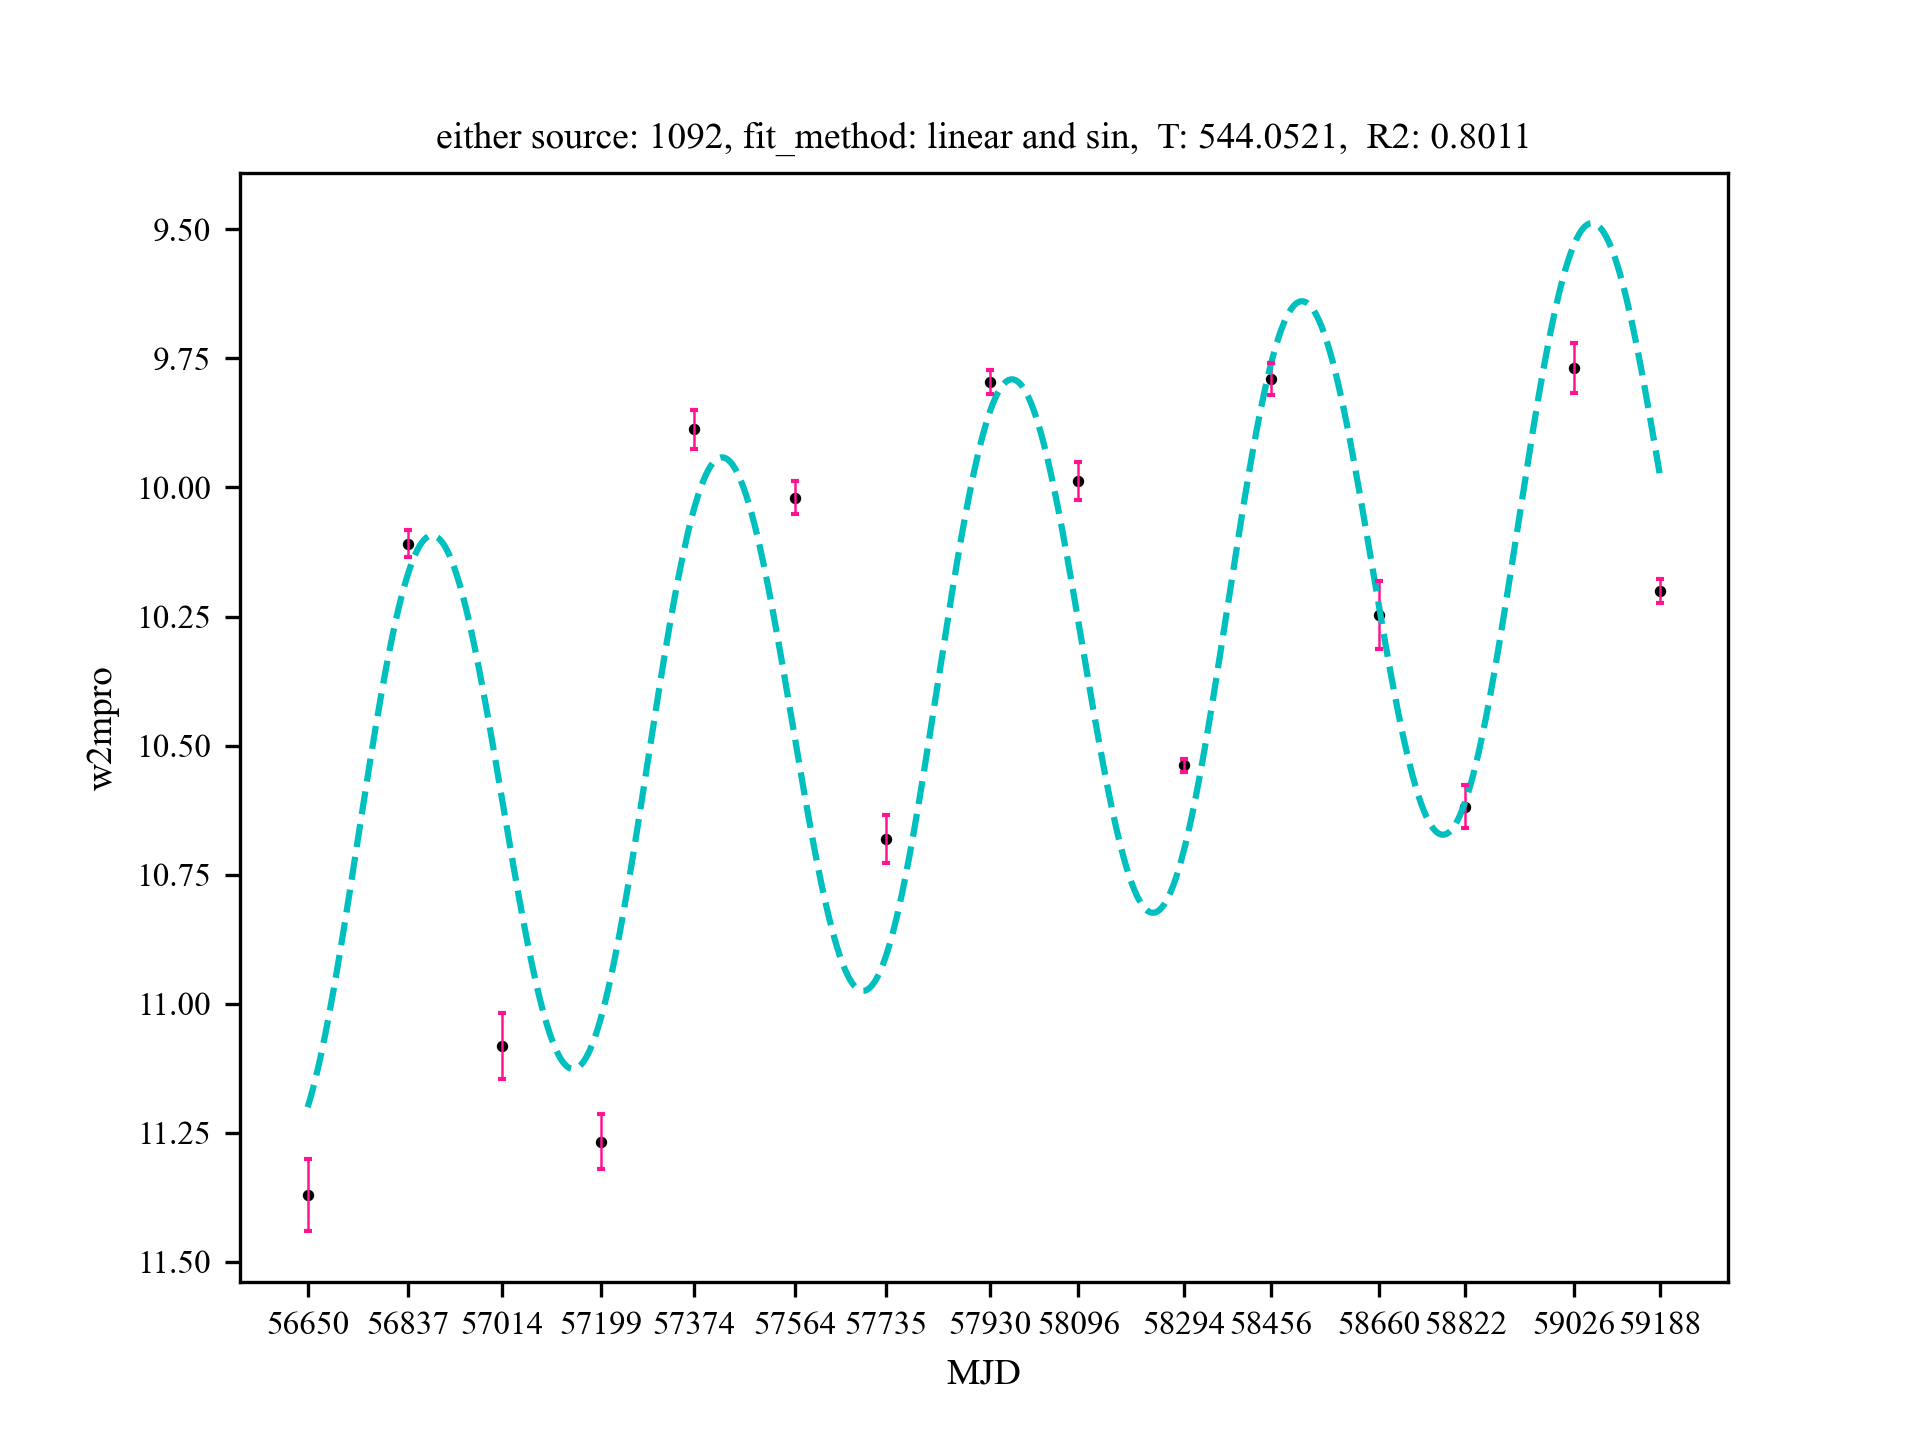 either source: 1092, fit_method: linear and sin,  T: 544.0521,  R2: 0.8011
9.50
9.75
10.00
10.25
10.50
10.75
11.00
11.25
11.50
w2mpro
56650 56837 57014 57199 57374 57564 57735 57930 58096 58294 58456 58660 58822 59026 59188
MJD